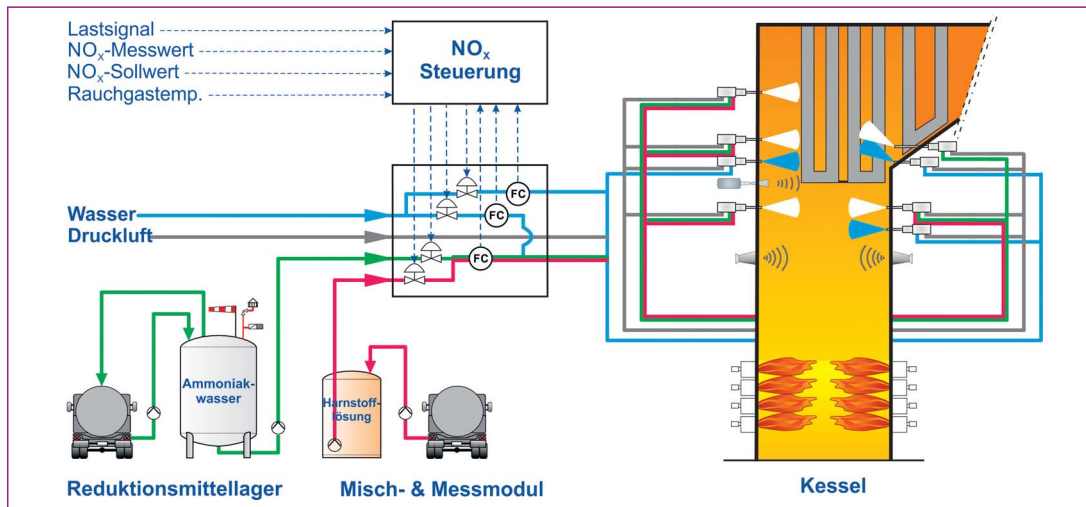 Lastsignal
NOx-Messwert
NOx-Sollwert
Rauchgastemp.
NOx
Steuerung
Wasser
Druckluft
FC
FC
FC
Ammoniak-
wasser
Harnstoff-
lösung
Reduktionsmittellager
Misch- & Messmodul
Kessel